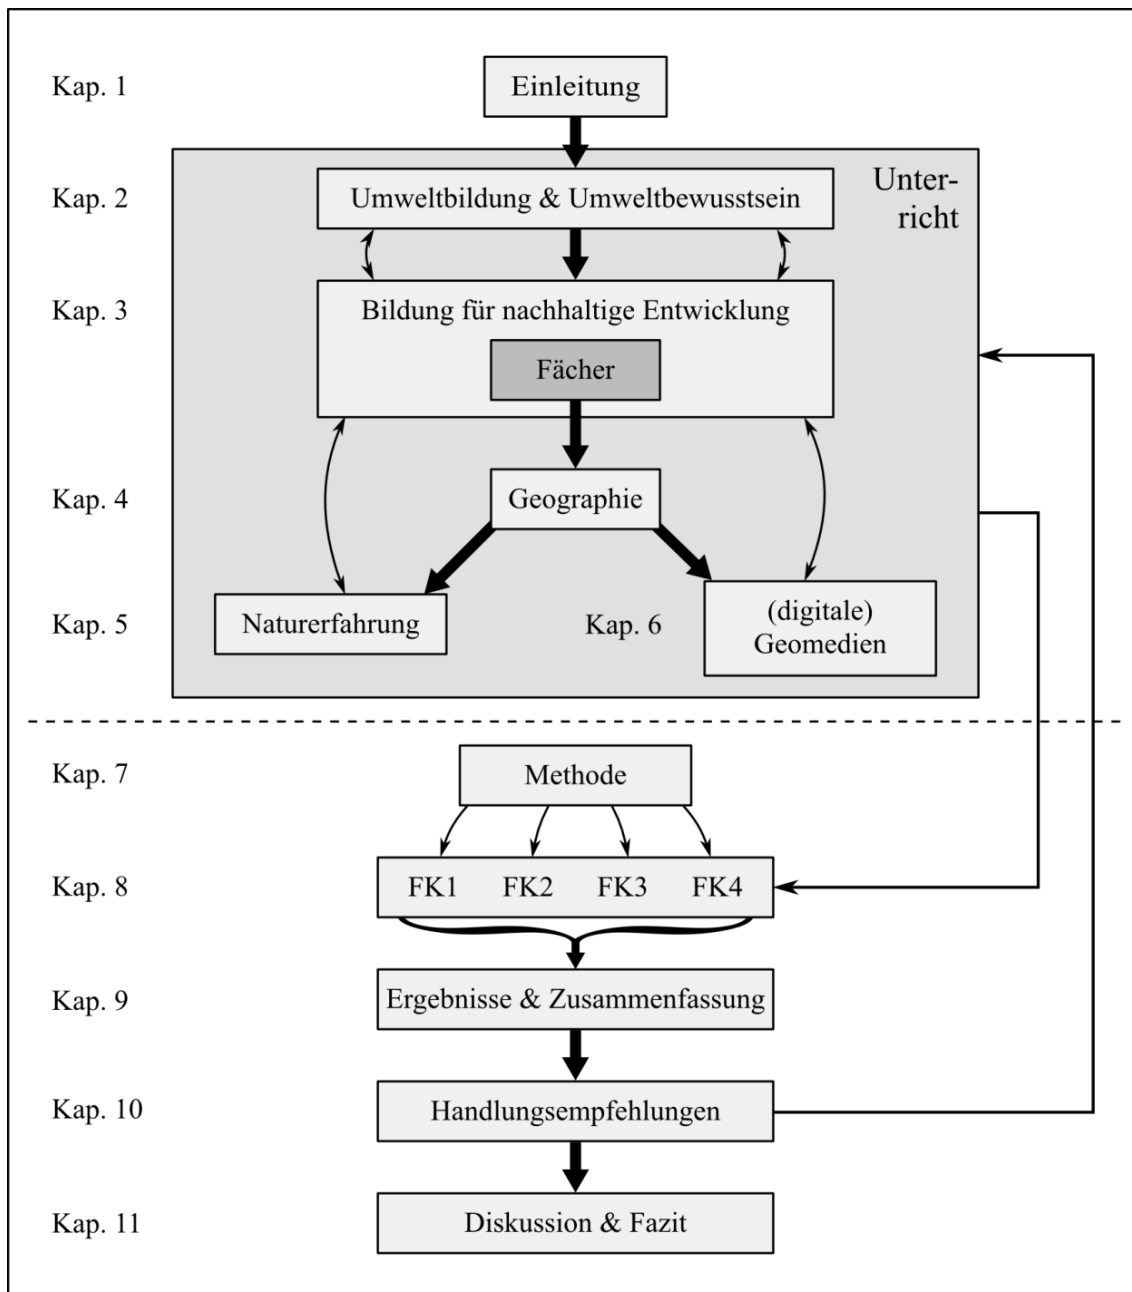 Kap. 1
Einleitung
Kap. 2
Umweltbildung & Umweltbewusstsein
Unter-
richt
Kap. 3
Bildung für nachhaltige Entwicklung
Fächer
Kap. 4
Geographie
Kap. 5
Naturerfahrung
Kap. 6
(digitale)
Geomedien
Kap. 7
Methode
Kap. 8
FK1 FK2 FK3 FK4
Kap. 9
Ergebnisse & Zusammenfassung
Kap. 10
Handlungsempfehlungen
Kap. 11
Diskussion & Fazit